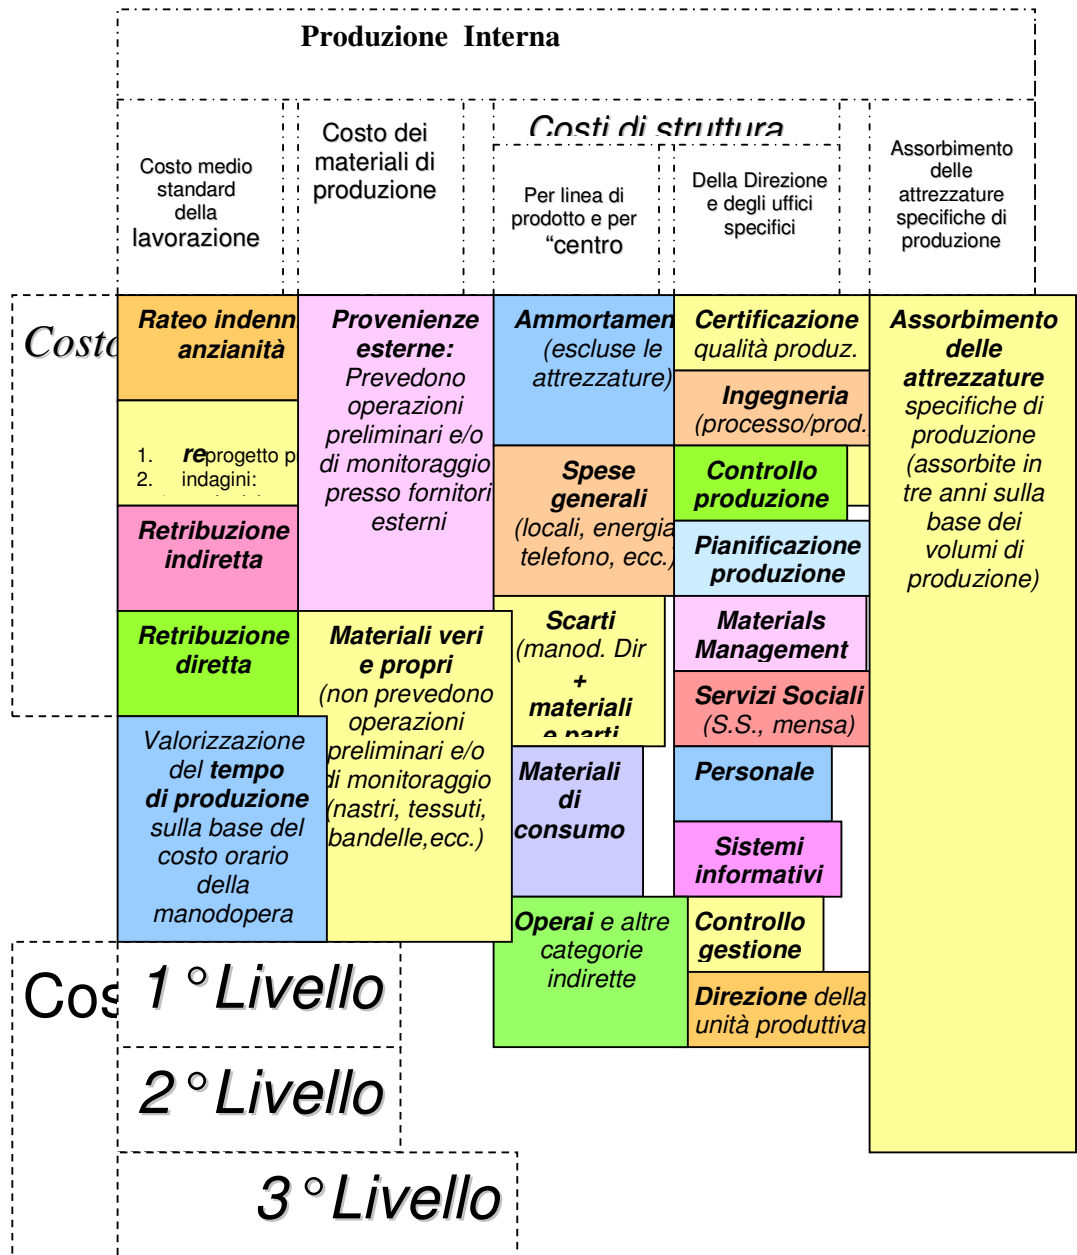 Produzione Interna
Costo medio
standard
della
lavorazione
Costo dei
materiali di
produzione
Costi di struttura
Per linea di
prodotto e per
“centro
Della Direzione
e degli uffici
specifici
Assorbimento
delle
attrezzature
specifiche di
produzione
Costo
Rateo indenn
anzianità
1. reprogetto p
2. indagini:
Retribuzione
indiretta
Retribuzione
diretta
Valorizzazione
del tempo
di produzione
sulla base del
costo orario
della
manodopera
Provenienze
esterne:
Prevedono
operazioni
preliminari e/o
di monitoraggio
presso fornitori
esterni
Materiali veri
e propri
(non prevedono
operazioni
preliminari e/o
di monitoraggio
(nastri, tessuti,
bandelle,ecc.)
Ammortamen
(escluse le
attrezzature)
Spese
generali
(locali, energia
telefono, ecc.)
Scarti
(manod. Dir
+
materiali
e parti
Materiali
di
consumo
Operai e altre
categorie
indirette
Certificazione
qualità produz.
Ingegneria
(processo/prod.
Controllo
produzione
Pianificazione
produzione
Materials
Management
Servizi Sociali
(S.S., mensa)
Personale
Sistemi
informativi
Controllo
gestione
Direzione della
unità produttiva
Assorbimento
delle
attrezzature
specifiche di
produzione
(assorbite in
tre anni sulla
base dei
volumi di
produzione)
Cos
1° Livello
2° Livello
3° Livello